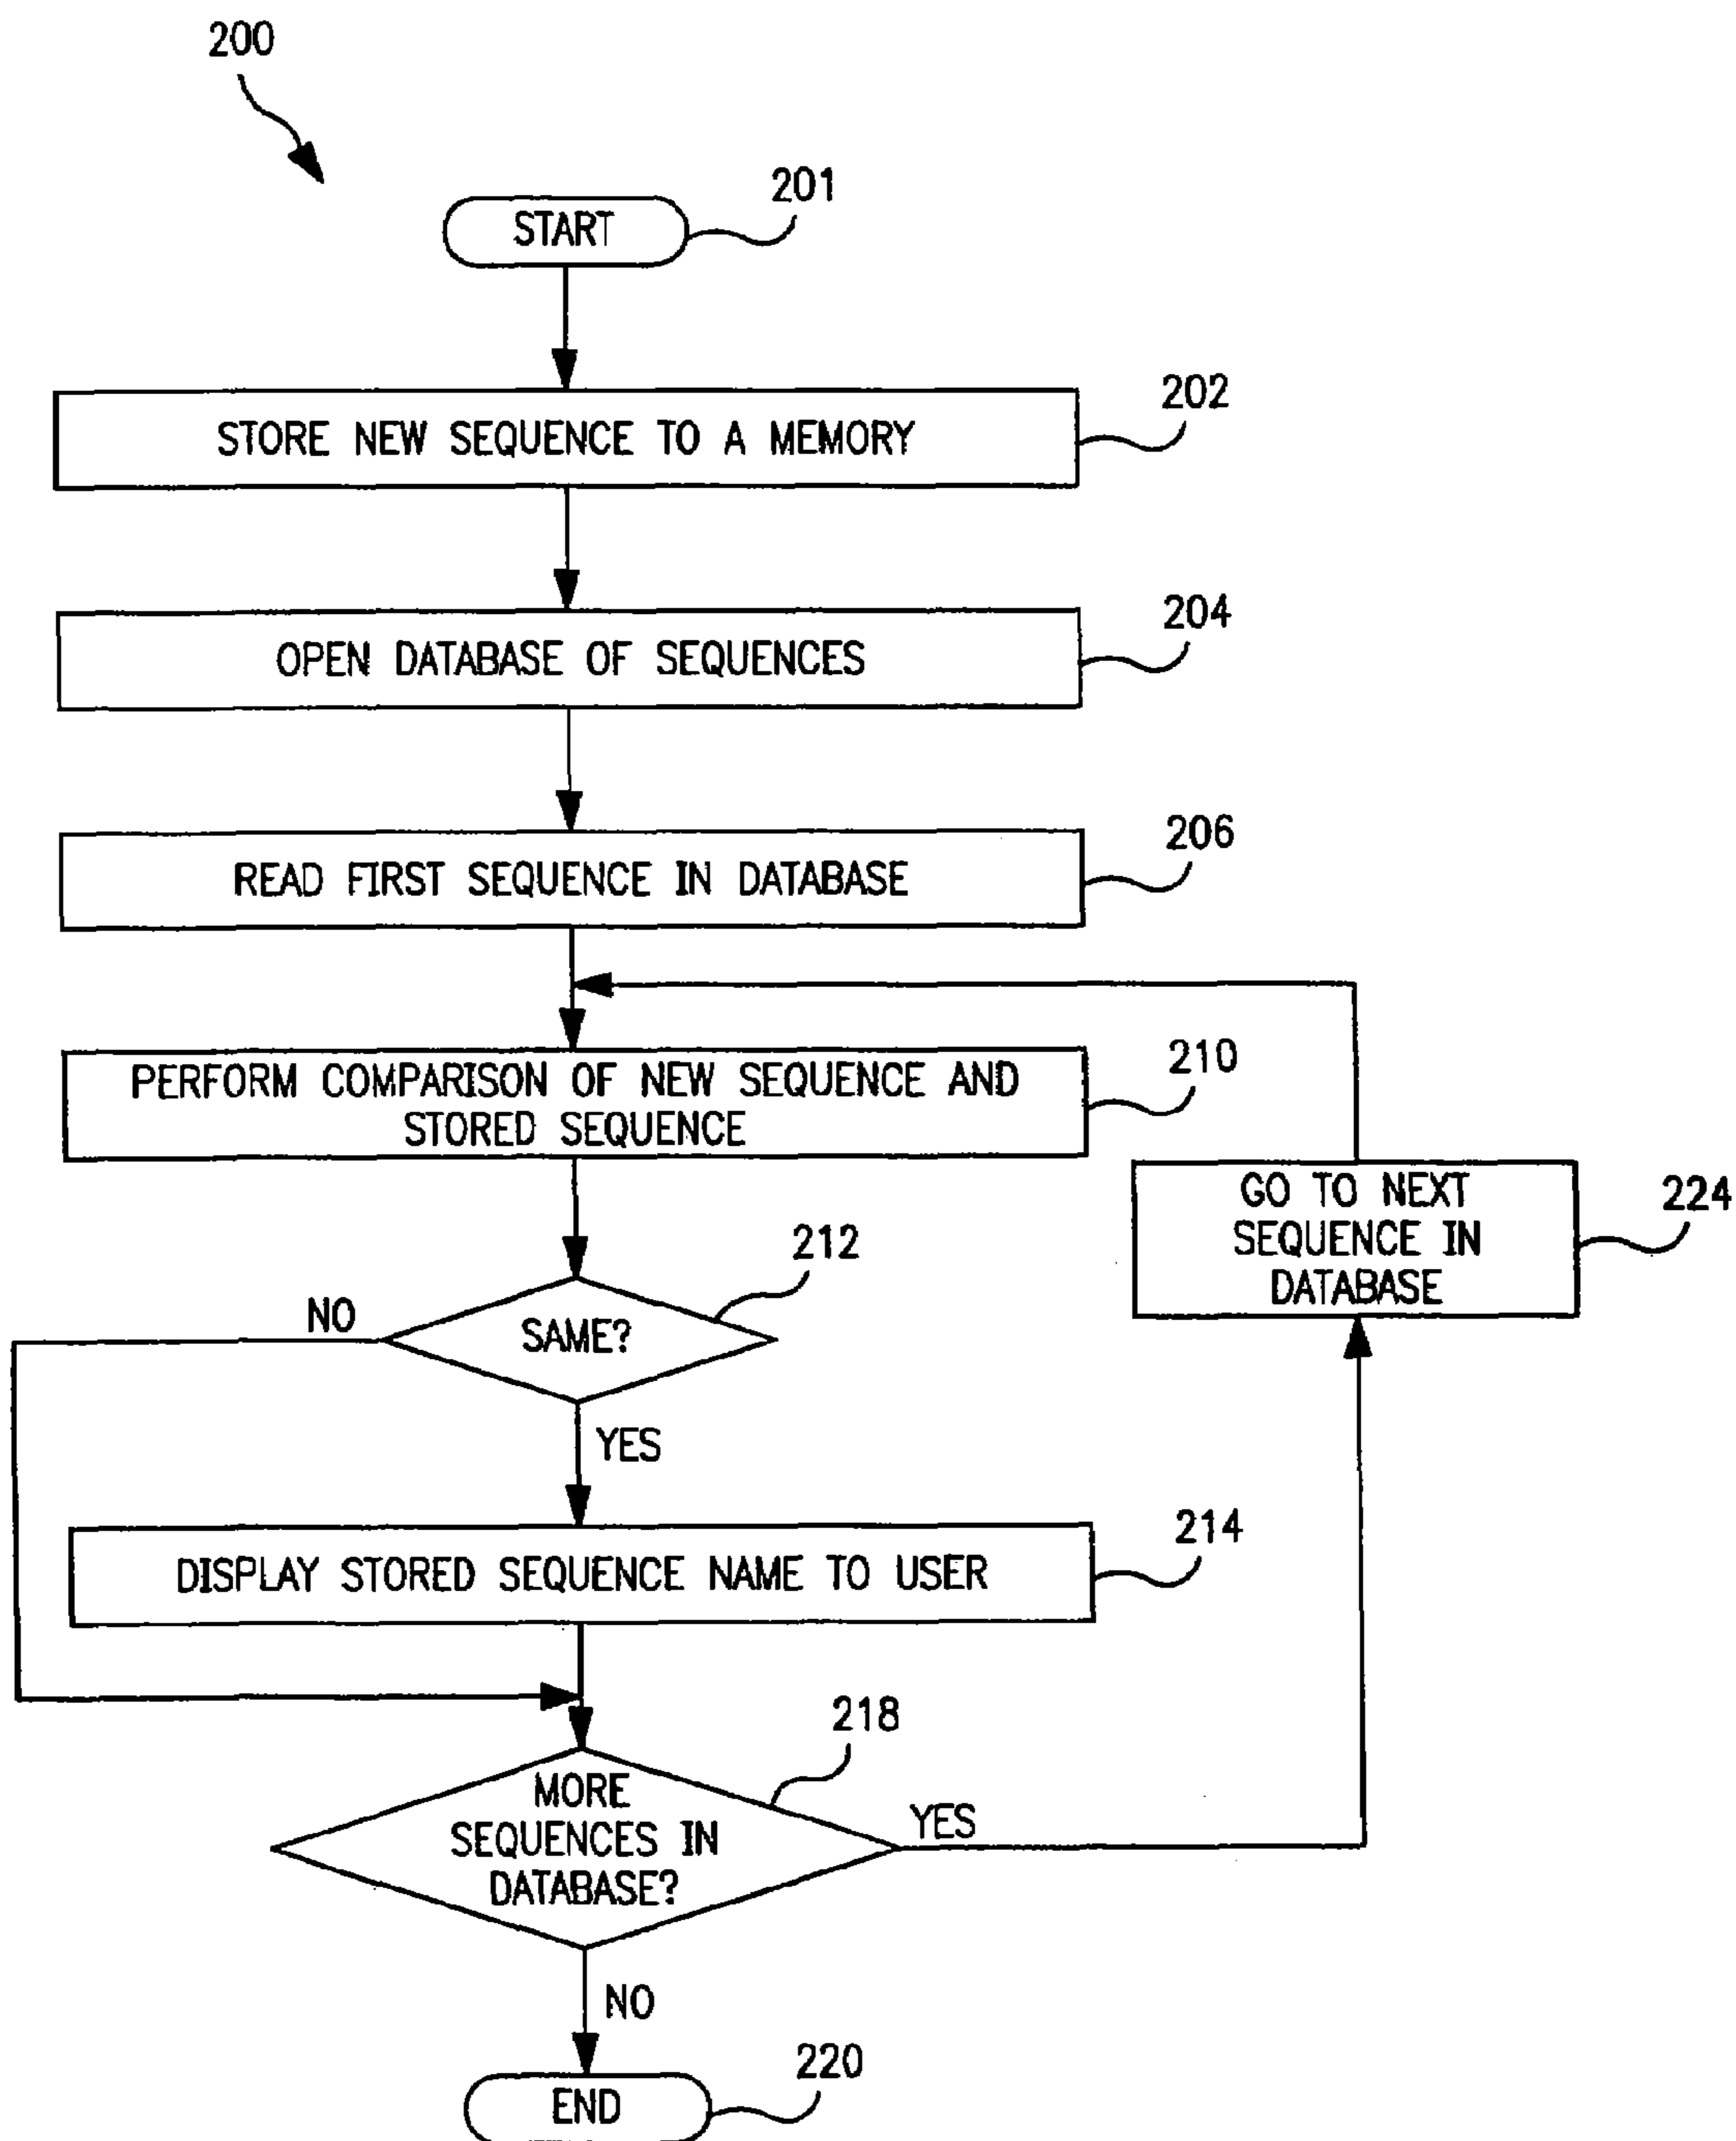 200
201
START
202
STORE NEW SEQUENCE TO A MEMORY
204
OPEN DATABASE OF SEQUENCES
206
READ FIRST SEQUENCE IN DATABASE
210
PERFORM COMPARISON OF NEW SEQUENCE AND
STORED SEQUENCE
224
GO TO NEXT
SEQUENCE IN
DATABASE
212
NO
SAME?
YES
214
DISPLAY STORED SEQUENCE NAME TO USER
218
MORE
SEQUENCES IN
DATABASE?
YES
NO
220
END